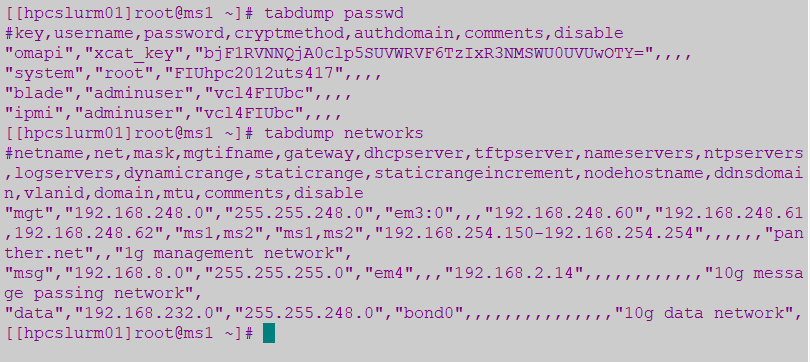 [[hpcslurm01]root@ms1 ~]# tabdump passwd
#key,username,password,cryptmethod,authdomain,comments,disable
"omapi","xcat_key","bjF1RVNNQjA0clp5SUVWRVF6TzIxR3NMSWU0UVUwOTY=",,,,
"system","root","FIUhpc2012uts417",,,,
"blade","adminuser","vcl4FIUbc",,,,
"ipmi","adminuser","vcl4FIUbc",,,,
[[hpcslurm01]root@ms1 ~]# tabdump networks
#netname,net,mask,mgtifname,gateway,dhcpserver,tftpserver,nameservers,ntpservers
,logservers,dynamicrange,staticrange,staticrangeincrement,nodehostname,ddnsdomai
n,vlanid,domain,mtu,comments,disable
"mgt","192.168.248.0","255.255.248.0","em3:0",,,"192.168.248.60","192.168.248.61
,192.168.248.62","ms1,ms2","ms1,ms2","192.168.254.150-192.168.254.254",,,,,,"pan
ther.net",,"1g management network",
"msg","192.168.8.0","255.255.255.0","em4",,,"192.168.2.14",,,,,,,,,,,,"10g messa
ge passing network",
"data","192.168.232.0","255.255.248.0","bond0",,,,,,,,,,,,,,,"10g data network",
[[hpcslurm01]root@ms1 ~]#